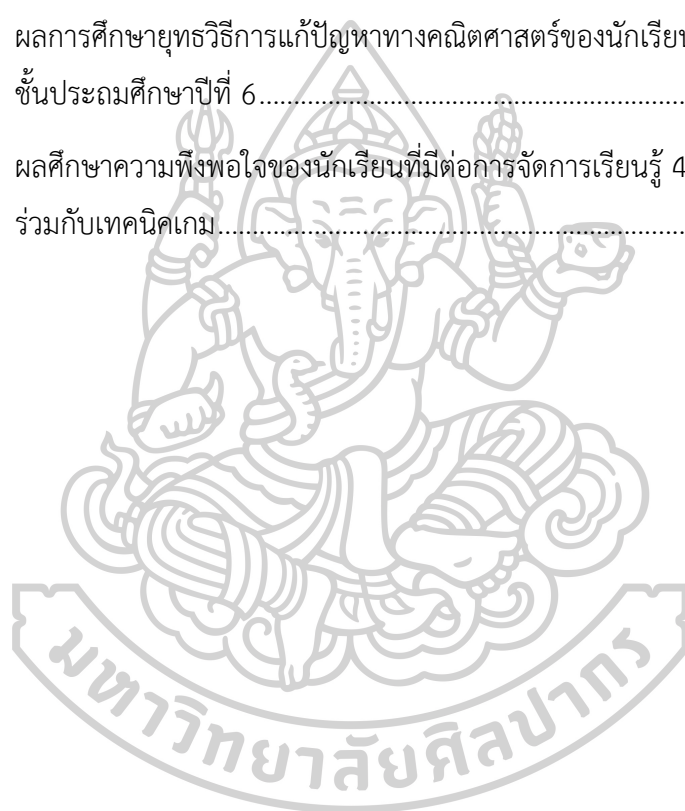 ผลการศึกษายุทธวิธีการแก้ปัญหาทางคณิตศาสตร์ของนักเรียน
ชั้นประถมศึกษาปีที่ 6
ผลศึกษาความพึงพอใจของนักเรียนที่มีต่อการจัดการเรียนรู้ 4
ร่วมกับเทคนิคเกม
มหาวิทยาลัยศิลปากร